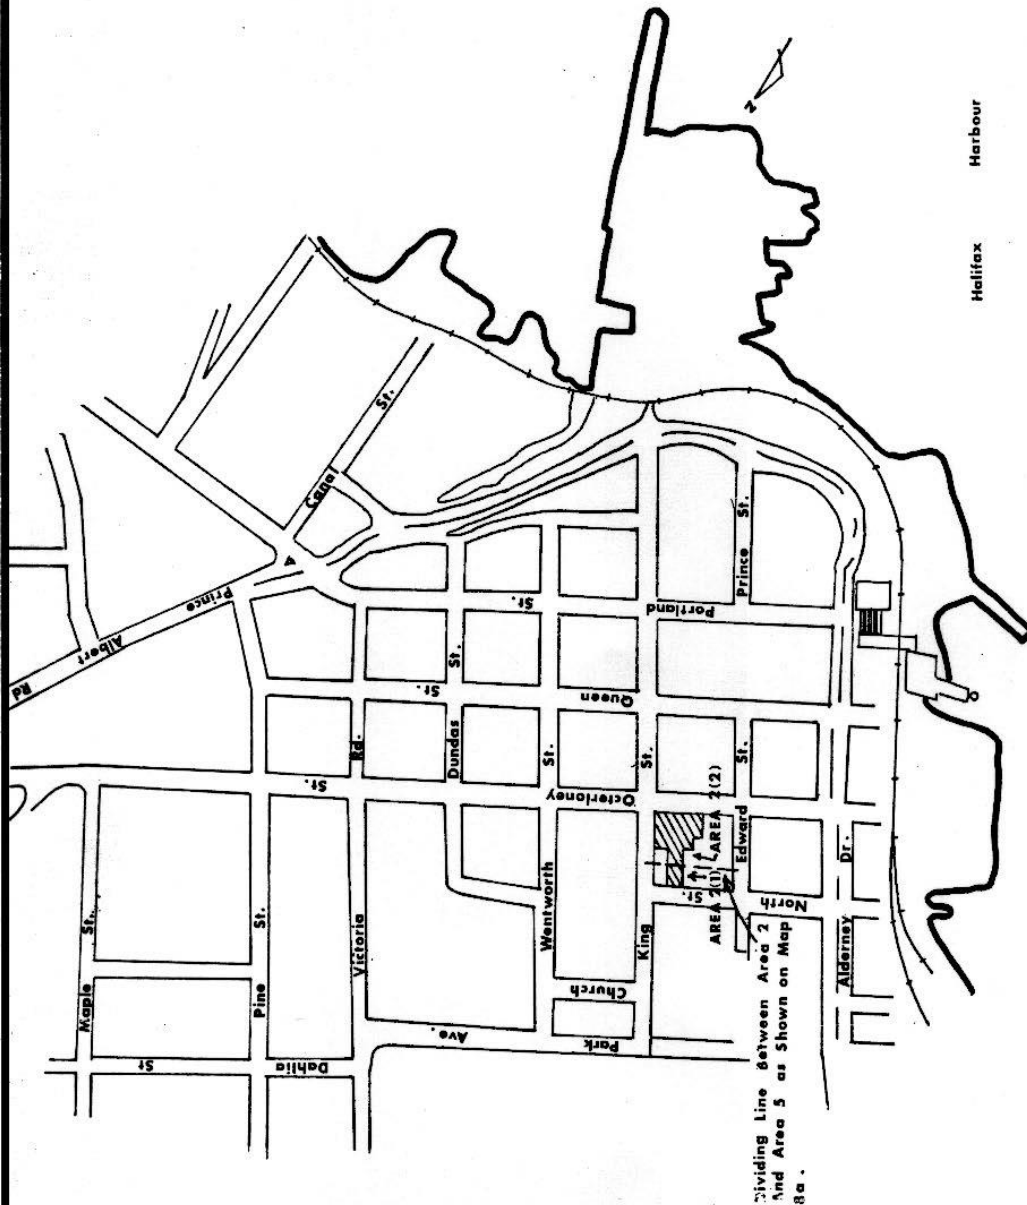 Halifax Harbour
N
Canal St.
Prince Albert Rd
Maple St.
Pine St.
Victoria Rd.
Dundas St.
Wentworth St.
King St.
Edward St.
Prince St.
Alderney Dr.
Portland St.
Queen St.
Octerloney St.
North St.
Church
Park Ave.
Dahlia St
AREA 2(1)
AREA 2(2)
Dividing Line Between Area 2
And Area 5 as Shown on Map
8a.